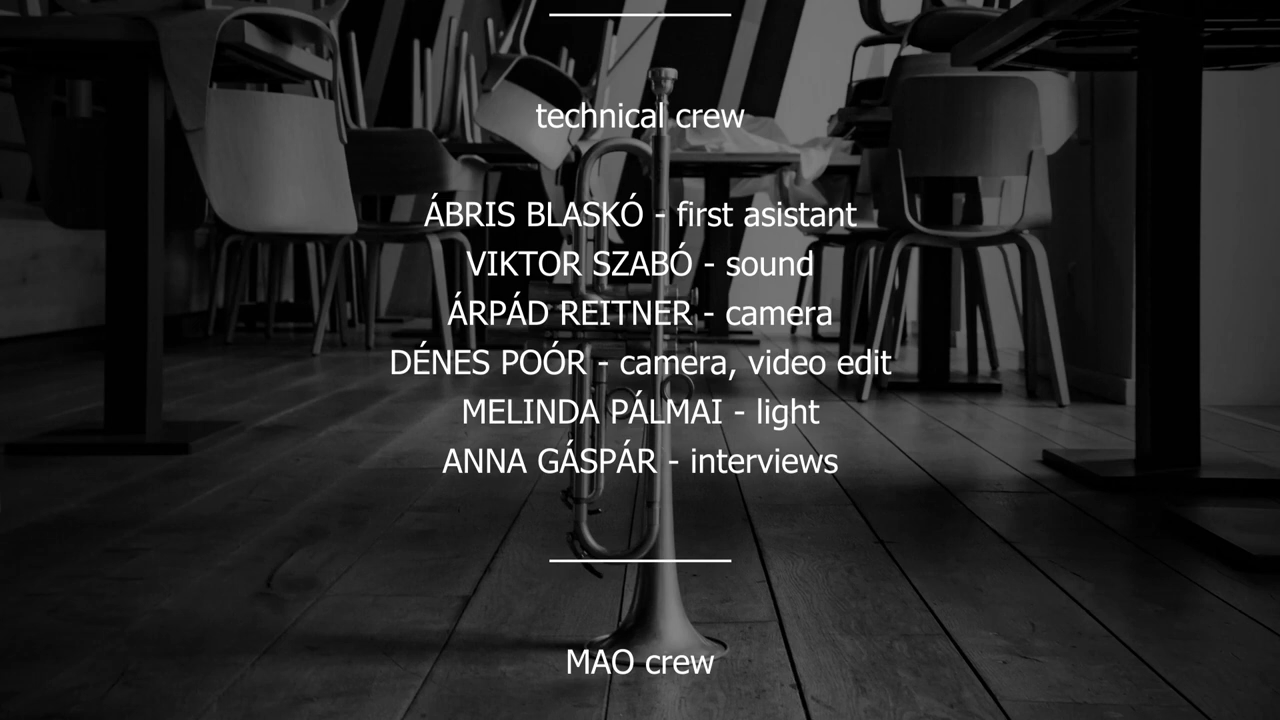 technical crew
ÁBRIS BLASKÓ - first asistant
VIKTOR SZABÓ - sound
ÁRPÁD REITNER - camera
DÉNES POÓR - camera, video edit
MELINDA PÁLMAI - light
ANNA GÁSPÁR - interviews
MAO crew